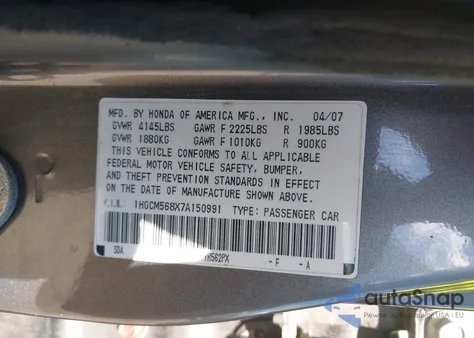 MFD. BY HONDA OF AMERICA MFG., INC. 04/07
GVWR 4145LBS GAWR F 2225LBS R 1985LBS
GVWR 1880KG GAWR F 1010KG R 900KG
THIS VEHICLE CONFORMS TO ALL APPLICABLE
FEDERAL MOTOR VEHICLE SAFETY, BUMPER,
AND THEFT PREVENTION STANDARDS IN EFFECT
ON THE DATE OF MANUFACTURE SHOWN ABOVE.
V.I.N.: 1HGCM568X7A150991 TYPE: PASSENGER CAR
SDA -F -A
autoSnap